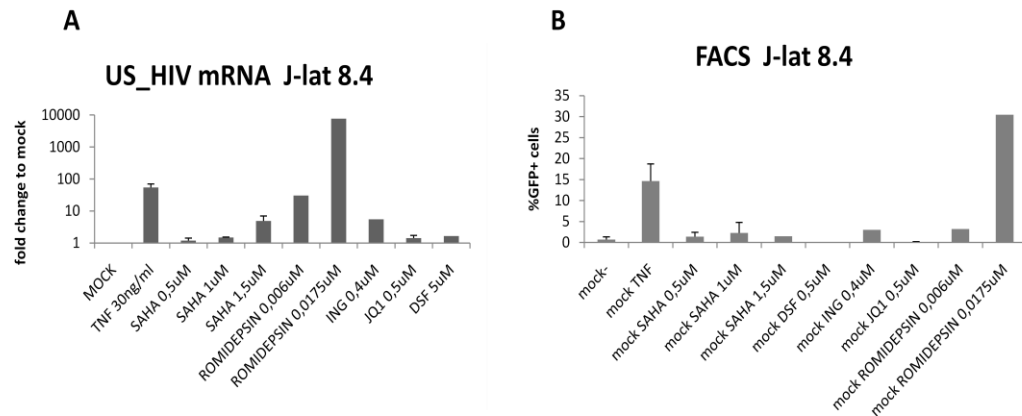 A
US_HIV mRNA J-lat 8.4
fold change to mock
10000
1000
100
10
1
MOCK
TNF 30ng/ml
SAHA 0,5uM
SAHA 1uM
SAHA 1,5uM
ROMIDEPSIN 0,006uM
ROMIDEPSIN 0,0175uM
ING 0,4uM
JQ1 0,5uM
DSF 5uM
B
FACS J-lat 8.4
%GFP+ cells
35
30
25
20
15
10
5
0
mock-
mock TNF
mock SAHA 0,5uM
mock SAHA 1uM
mock SAHA 1,5uM
mock DSF 0,5uM
mock ING 0,4uM
mock JQ1 0,5uM
mock ROMIDEPSIN 0,006uM
mock ROMIDEPSIN 0,0175uM